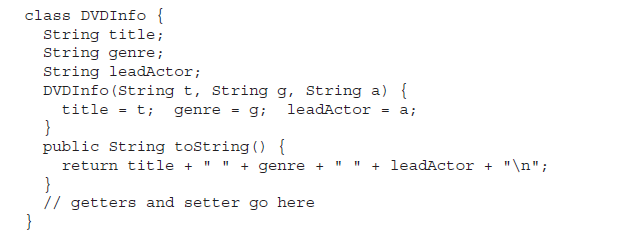 class DVDInfo {
String title;
String genre;
String leadActor;
DVDInfo(String t, String g, String a) {
title = t;  genre = g;  leadActor = a;
}
public String toString() {
return title + " " + genre + " " + leadActor + "\n";
}
// getters and setter go here
}